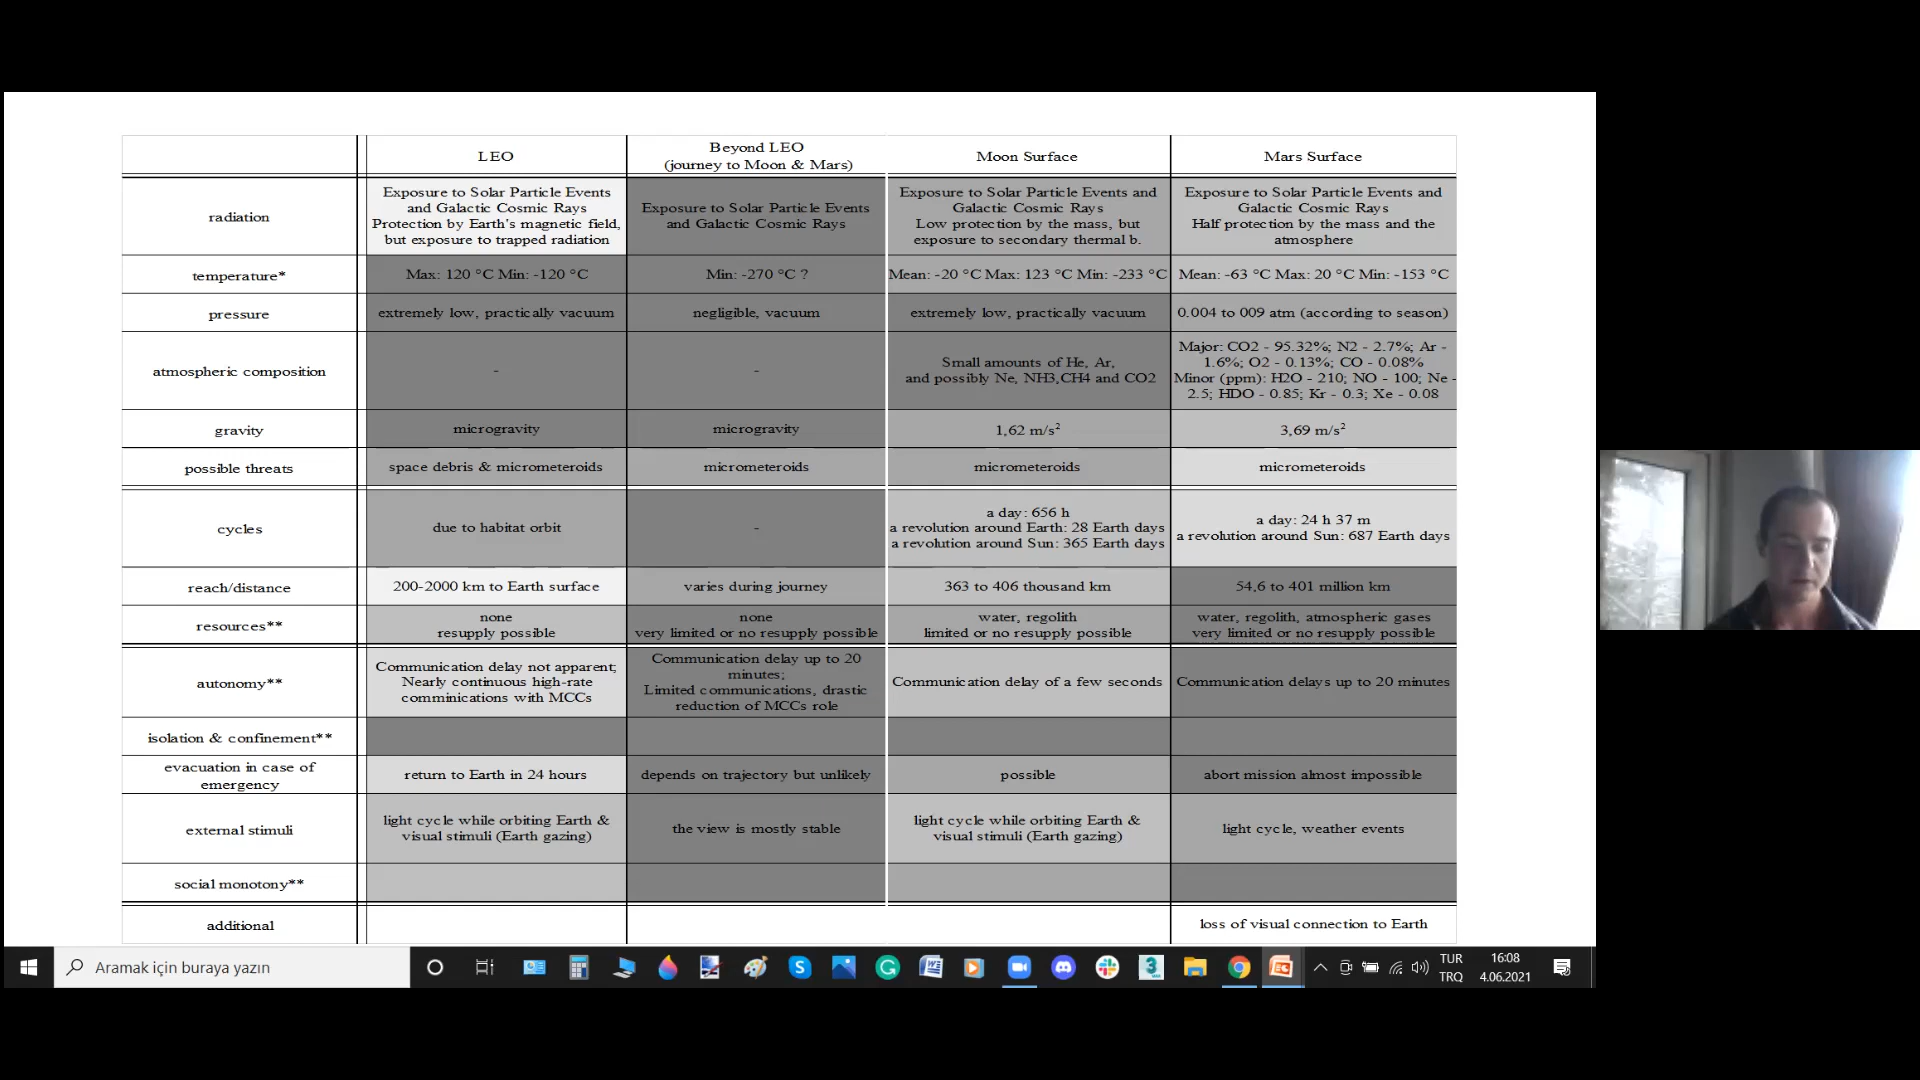 LEO
Beyond LEO
(journey to Moon & Mars)
Moon Surface
Mars Surface
radiation
Exposure to Solar Particle Events
and Galactic Cosmic Rays
Protection by Earth's magnetic field,
but exposure to trapped radiation
Exposure to Solar Particle Events
and Galactic Cosmic Rays
Exposure to Solar Particle Events and
Galactic Cosmic Rays
Low protection by the mass, but
exposure to secondary thermal b.
Exposure to Solar Particle Events and
Galactic Cosmic Rays
Half protection by the mass and the
atmosphere
temperature*
Max: 120 °C Min: -120 °C
Min: -270 °C ?
Mean: -20 °C Max: 123 °C Min: -233 °C
Mean: -63 °C Max: 20 °C Min: -153 °C
pressure
extremely low, practically vacuum
negligible, vacuum
extremely low, practically vacuum
0.004 to 009 atm (according to season)
atmospheric composition
-
-
Small amounts of He, Ar,
and possibly Ne, NH3,CH4 and CO2
Major: CO2 - 95.32%; N2 - 2.7%; Ar -
1.6%; O2 - 0.13%; CO - 0.08%
Minor (ppm): H2O - 210; NO - 100; Ne -
2.5; HDO - 0.85; Kr - 0.3; Xe - 0.08
gravity
microgravity
microgravity
1,62 m/s²
3,69 m/s²
possible threats
space debris & micrometeroids
micrometeroids
micrometeroids
micrometeroids
cycles
due to habitat orbit
-
a day: 656 h
a revolution around Earth: 28 Earth days
a revolution around Sun: 365 Earth days
a day: 24 h 37 m
a revolution around Sun: 687 Earth days
reach/distance
200-2000 km to Earth surface
varies during journey
363 to 406 thousand km
54,6 to 401 million km
resources**
none
resupply possible
none
very limited or no resupply possible
water, regolith
limited or no resupply possible
water, regolith, atmospheric gases
very limited or no resupply possible
autonomy**
Communication delay not apparent;
Nearly continuous high-rate
comminications with MCCs
Communication delay up to 20
minutes;
Limited communications, drastic
reduction of MCCs role
Communication delay of a few seconds
Communication delays up to 20 minutes
isolation & confinement**
evacuation in case of
emergency
return to Earth in 24 hours
depends on trajectory but unlikely
possible
abort mission almost impossible
external stimuli
light cycle while orbiting Earth &
visual stimuli (Earth gazing)
the view is mostly stable
light cycle while orbiting Earth &
visual stimuli (Earth gazing)
light cycle, weather events
social monotony**
additional
loss of visual connection to Earth
Aramak için buraya yazın
TUR
TRQ
16:08
4.06.2021